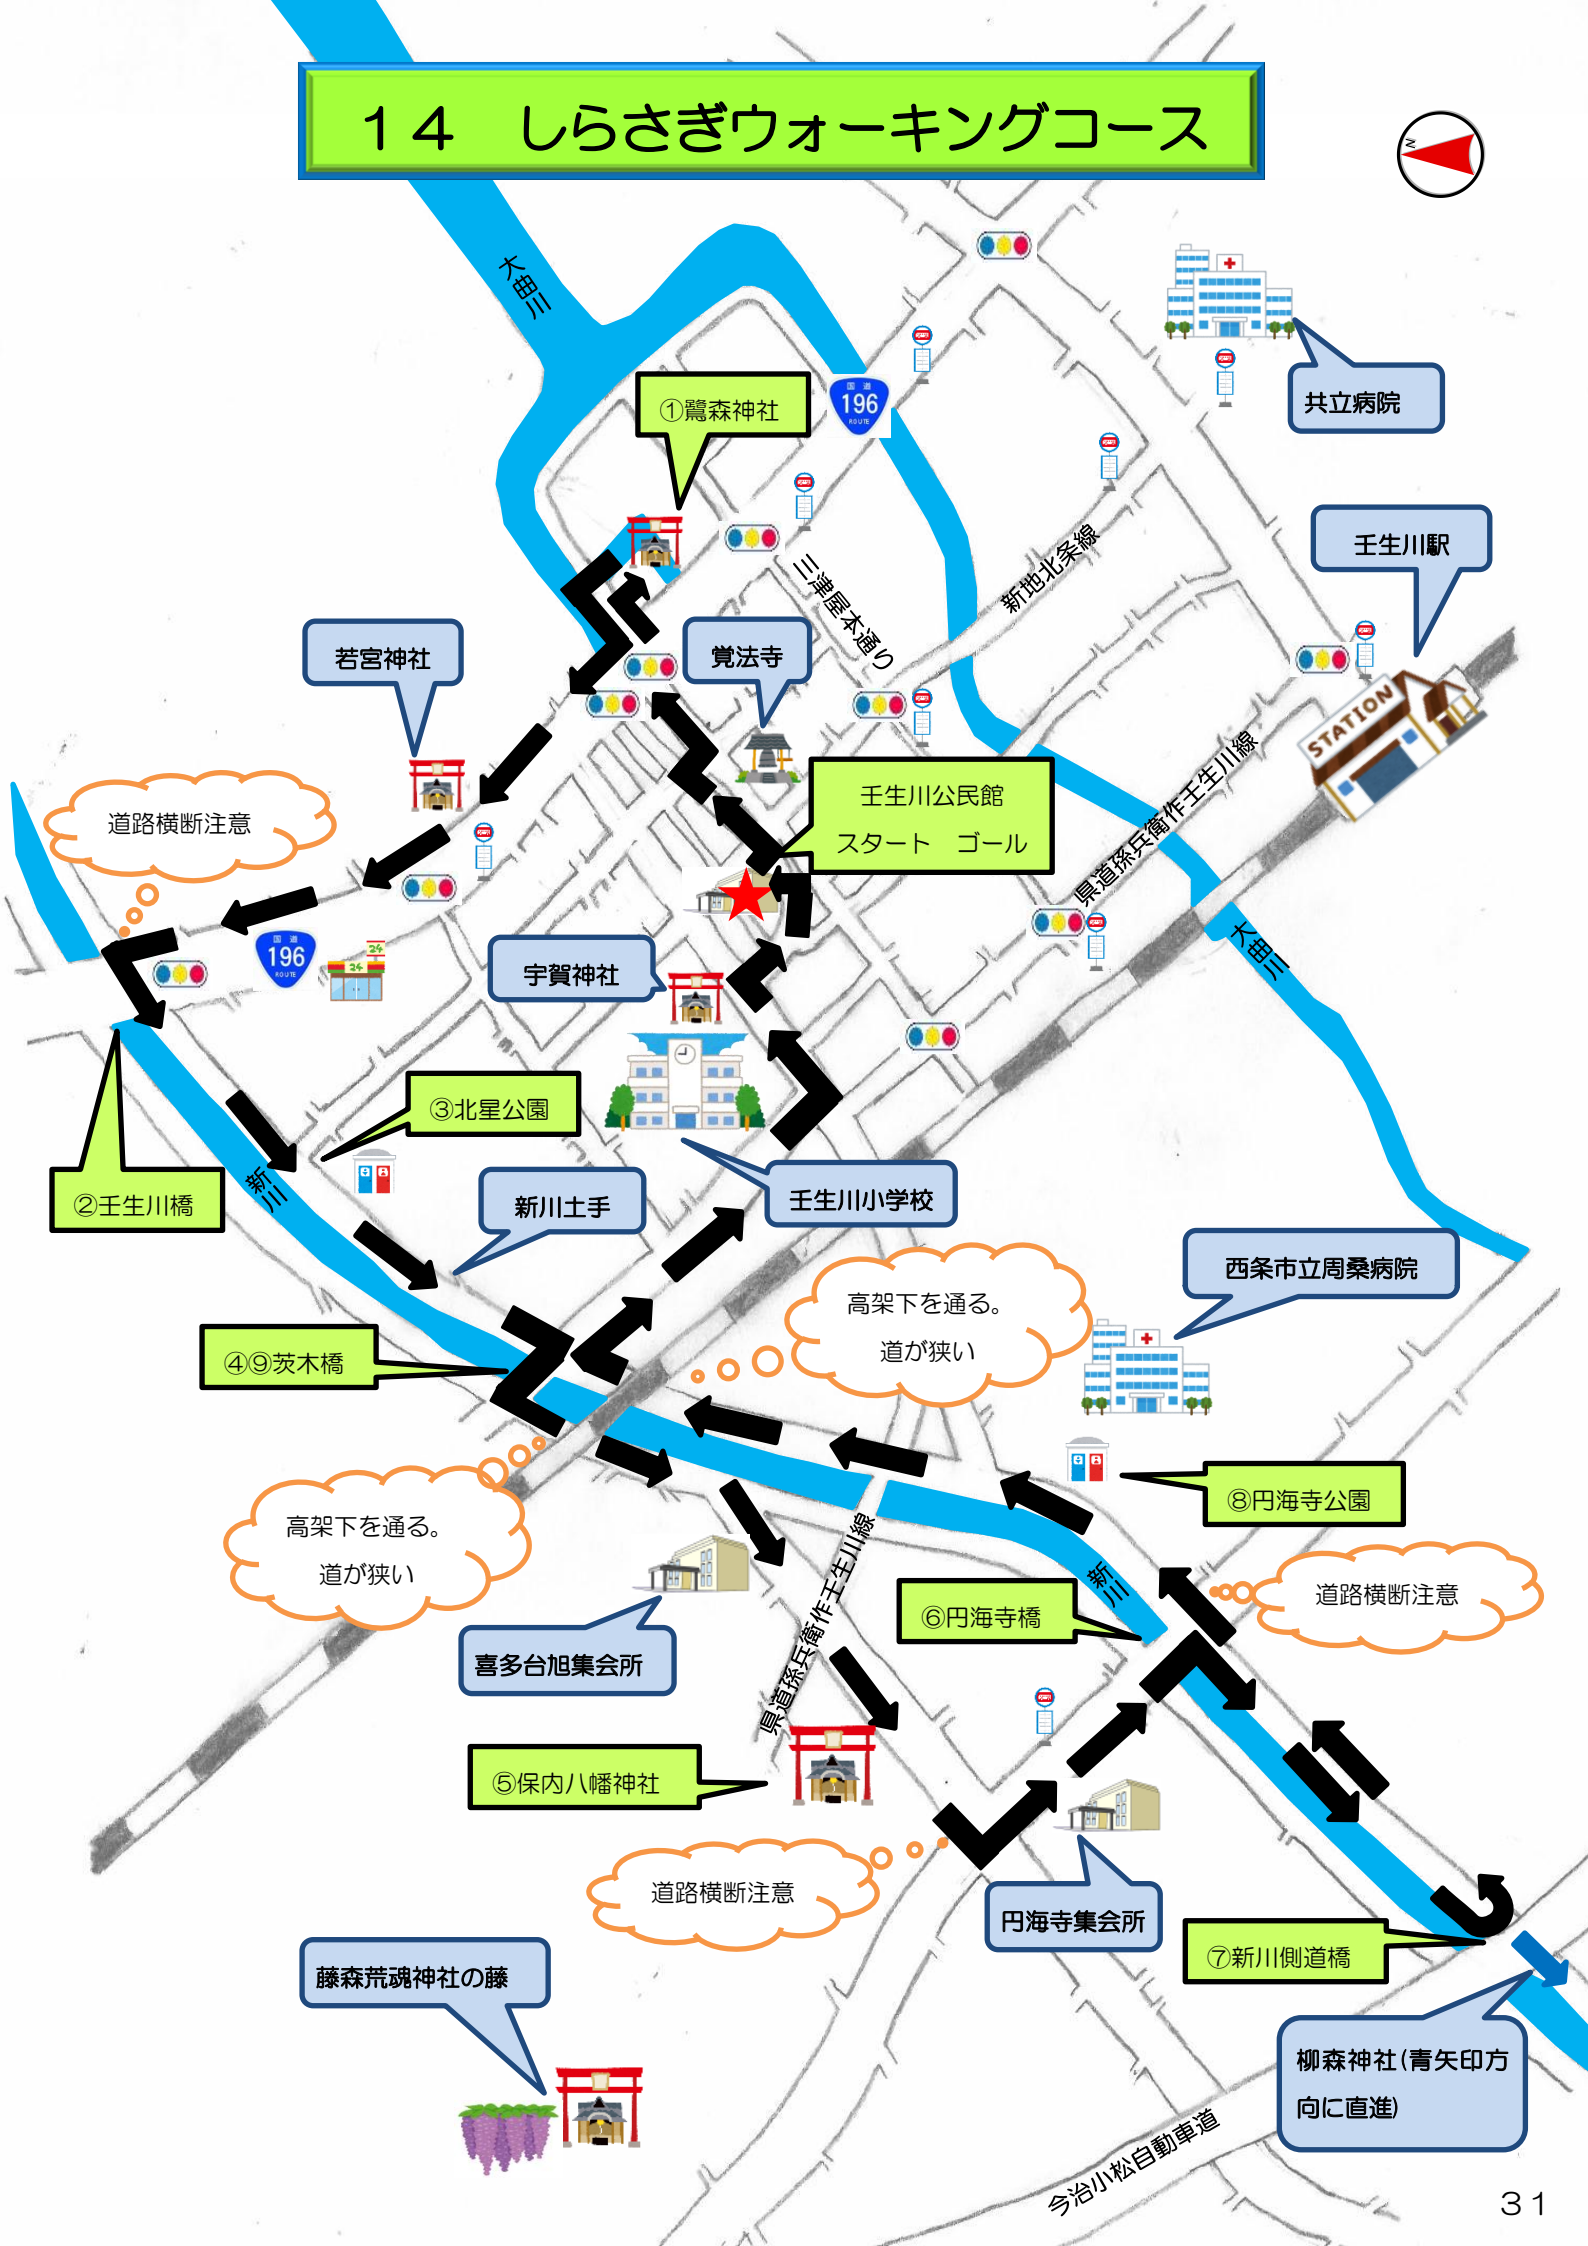 １４　しらさぎウォーキングコース
N
大曲川
共立病院
①鷺森神社
国道
196
ROUTE
壬生川駅
新地北条線
三津屋本通り
若宮神社
覚法寺
STATION
県道孫兵衛作壬生川線
道路横断注意
壬生川公民館
スタート　ゴール
国道
196
ROUTE
24
24
宇賀神社
大曲川
③北星公園
②壬生川橋
新川
新川土手
壬生川小学校
西条市立周桑病院
高架下を通る。
道が狭い
④⑨茨木橋
高架下を通る。
道が狭い
⑧円海寺公園
県道孫兵衛作壬生川線
新川
⑥円海寺橋
道路横断注意
喜多台旭集会所
⑤保内八幡神社
道路横断注意
円海寺集会所
⑦新川側道橋
藤森荒魂神社の藤
柳森神社(青矢印方
向に直進)
今治小松自動車道
31